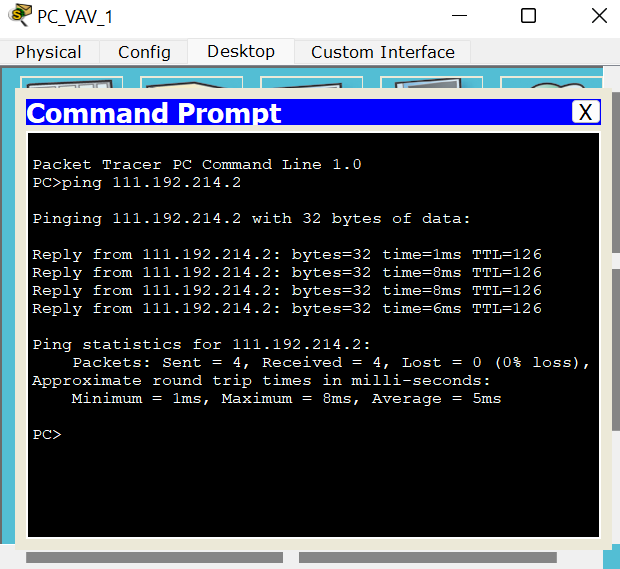 PC_VAV_1
Physical Config Desktop Custom Interface
Command Prompt X
Packet Tracer PC Command Line 1.0
PC>ping 111.192.214.2
Pinging 111.192.214.2 with 32 bytes of data:
Reply from 111.192.214.2: bytes=32 time=1ms TTL=126
Reply from 111.192.214.2: bytes=32 time=8ms TTL=126
Reply from 111.192.214.2: bytes=32 time=8ms TTL=126
Reply from 111.192.214.2: bytes=32 time=6ms TTL=126
Ping statistics for 111.192.214.2:
Packets: Sent = 4, Received = 4, Lost = 0 (0% loss),
Approximate round trip times in milli-seconds:
Minimum = 1ms, Maximum = 8ms, Average = 5ms
PC>